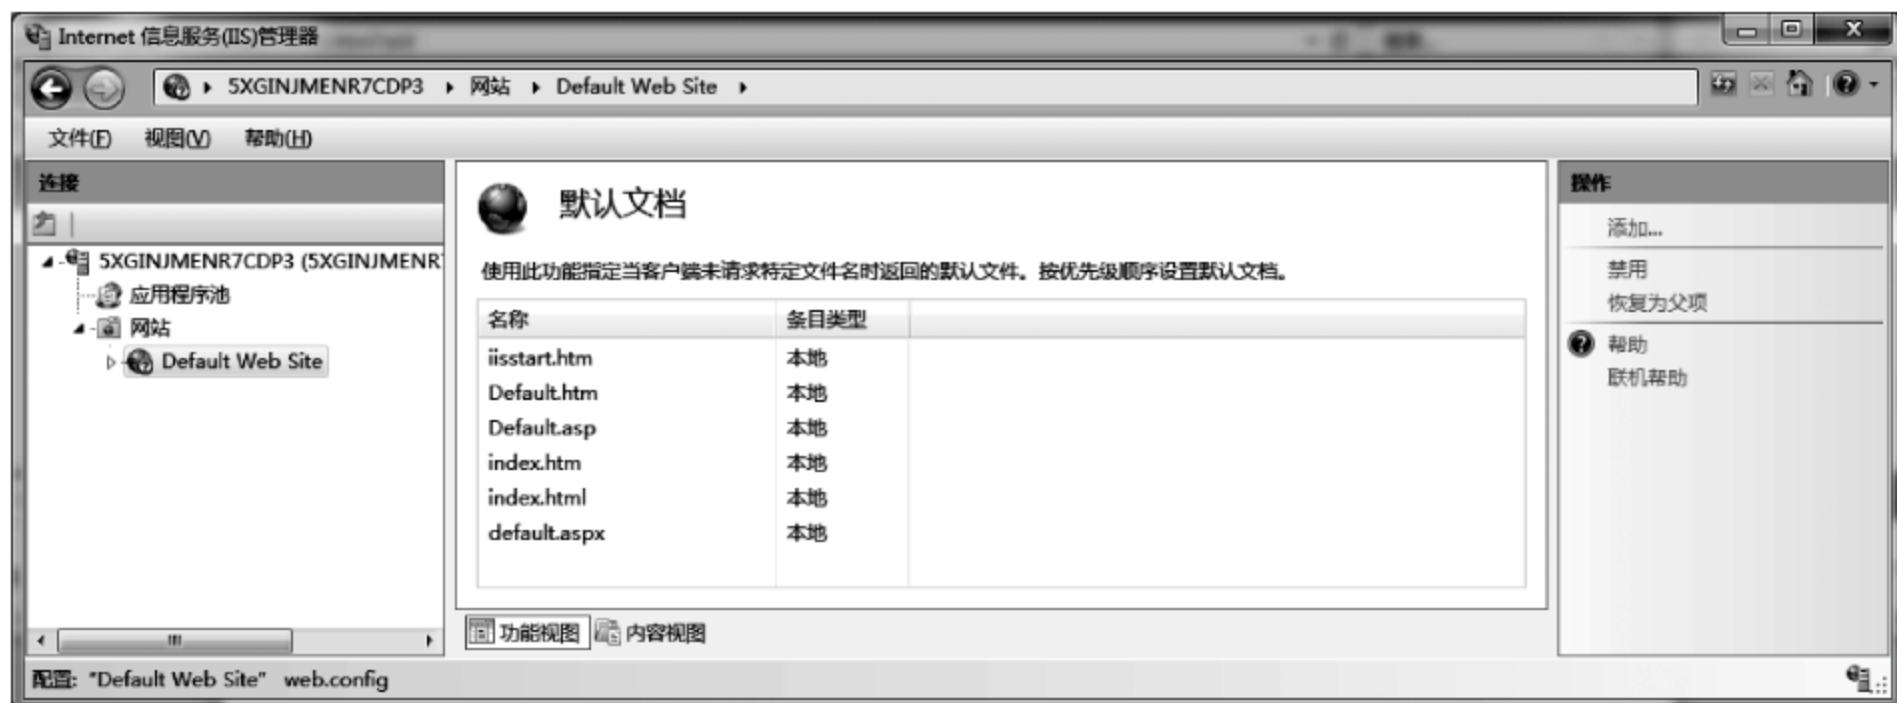 Internet 信息服务(IIS)管理器
5XGINJMENR7CDP3 网站 Default Web Site
文件(F) 视图(V) 帮助(H)
连接
5XGINJMENR7CDP3 (5XGINJMENR
应用程序池
网站
Default Web Site
默认文档
使用此功能指定当客户端未请求特定文件名时返回的默认文件。按优先级顺序设置默认文档。
名称 条目类型
iisstart.htm 本地
Default.htm 本地
Default.asp 本地
index.htm 本地
index.html 本地
default.aspx 本地
功能视图 内容视图
操作
添加...
禁用
恢复为父项
帮助
联机帮助
配置: "Default Web Site" web.config